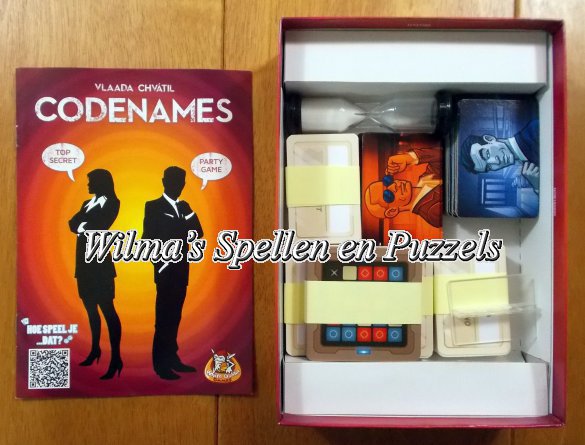 VLAADA CHVÁTIL
CODENAMES
TOP
SECRET
PARTY
GAME
Wilma's Spellen en Puzzels
HOE SPEEL JE
...DAT?